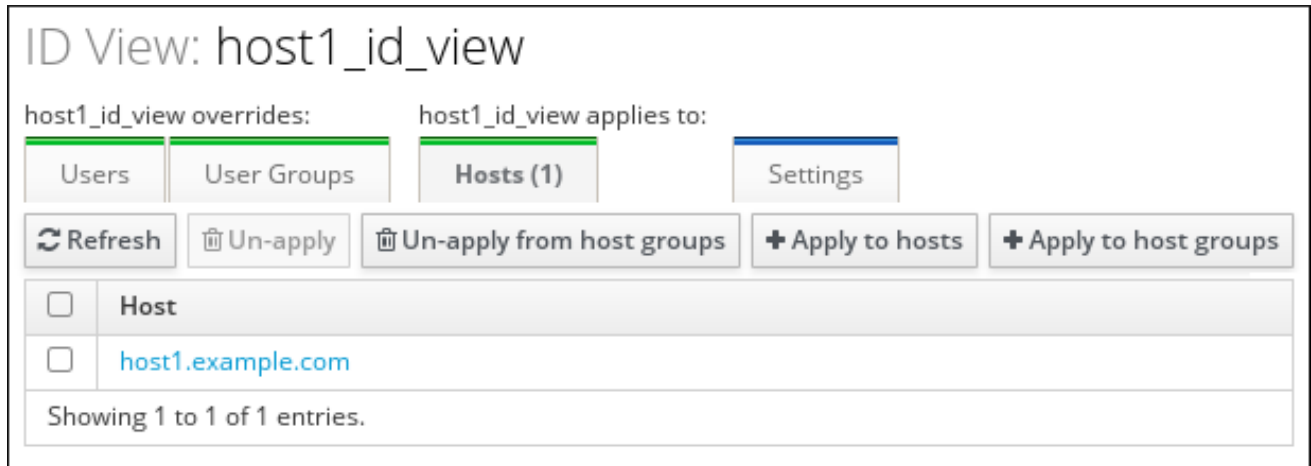 ID View: host1_id_view
host1_id_view overrides: host1_id_view applies to:
Users User Groups Hosts (1) Settings
Refresh Un-apply Un-apply from host groups Apply to hosts Apply to host groups
Host
host1.example.com
Showing 1 to 1 of 1 entries.